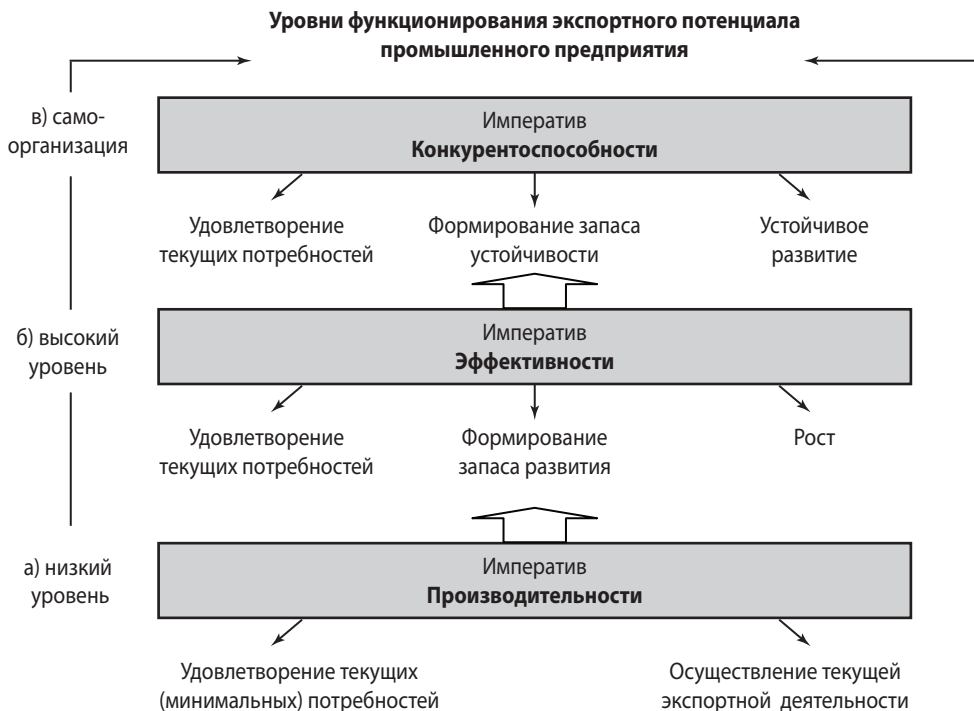 Уровни функционирования экспортного потенциала
промышленного предприятия
в) само-
организация
Императив
Конкурентоспособности
Удовлетворение
текущих потребностей
Формирование запаса
устойчивости
Устойчивое
развитие
б) высокий
уровень
Императив
Эффективности
Удовлетворение
текущих потребностей
Формирование
запаса развития
Рост
а) низкий
уровень
Императив
Производительности
Удовлетворение текущих
(минимальных) потребностей
Осуществление текущей
экспортной деятельности